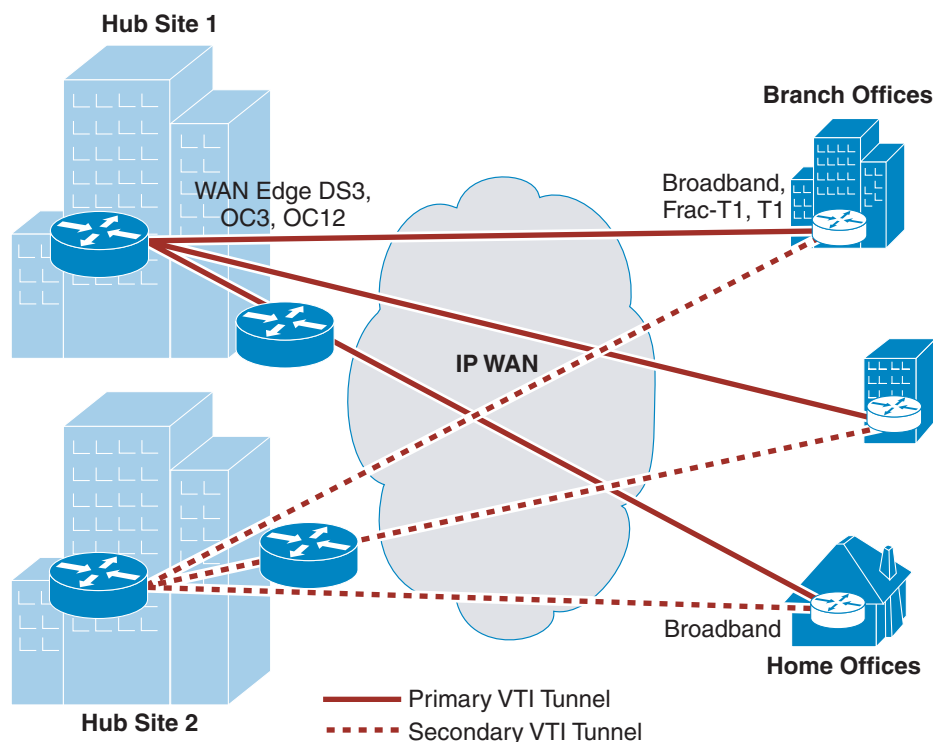 Hub Site 1
Branch Offices
WAN Edge DS3,
OC3, OC12
Broadband,
Frac-T1, T1
IP WAN
Broadband
Home Offices
Hub Site 2
Primary VTI Tunnel
Secondary VTI Tunnel